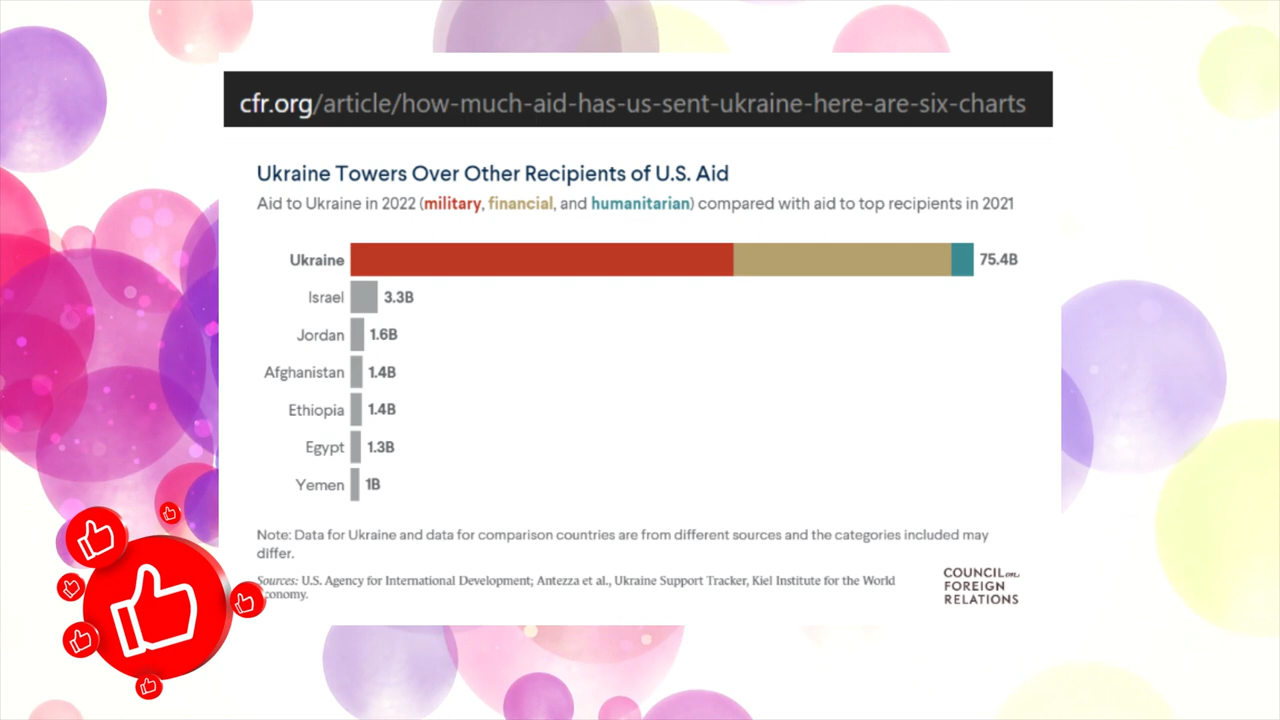 cfr.org/article/how-much-aid-has-us-sent-ukraine-here-are-six-charts
Ukraine Towers Over Other Recipients of U.S. Aid
Aid to Ukraine in 2022 (military, financial, and humanitarian) compared with aid to top recipients in 2021
Ukraine 75.4B
Israel 3.3B
Jordan 1.6B
Afghanistan 1.4B
Ethiopia 1.4B
Egypt 1.3B
Yemen 1B
Note: Data for Ukraine and data for comparison countries are from different sources and the categories included may
differ.
Sources: U.S. Agency for International Development; Antezza et al., Ukraine Support Tracker, Kiel Institute for the World
conomy.
COUNCIL on
FOREIGN
RELATIONS